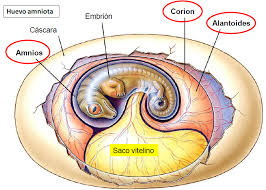 Huevo amniota
Embrión
Corion
Alantoides
Cáscara
Amnios
Saco vitelino